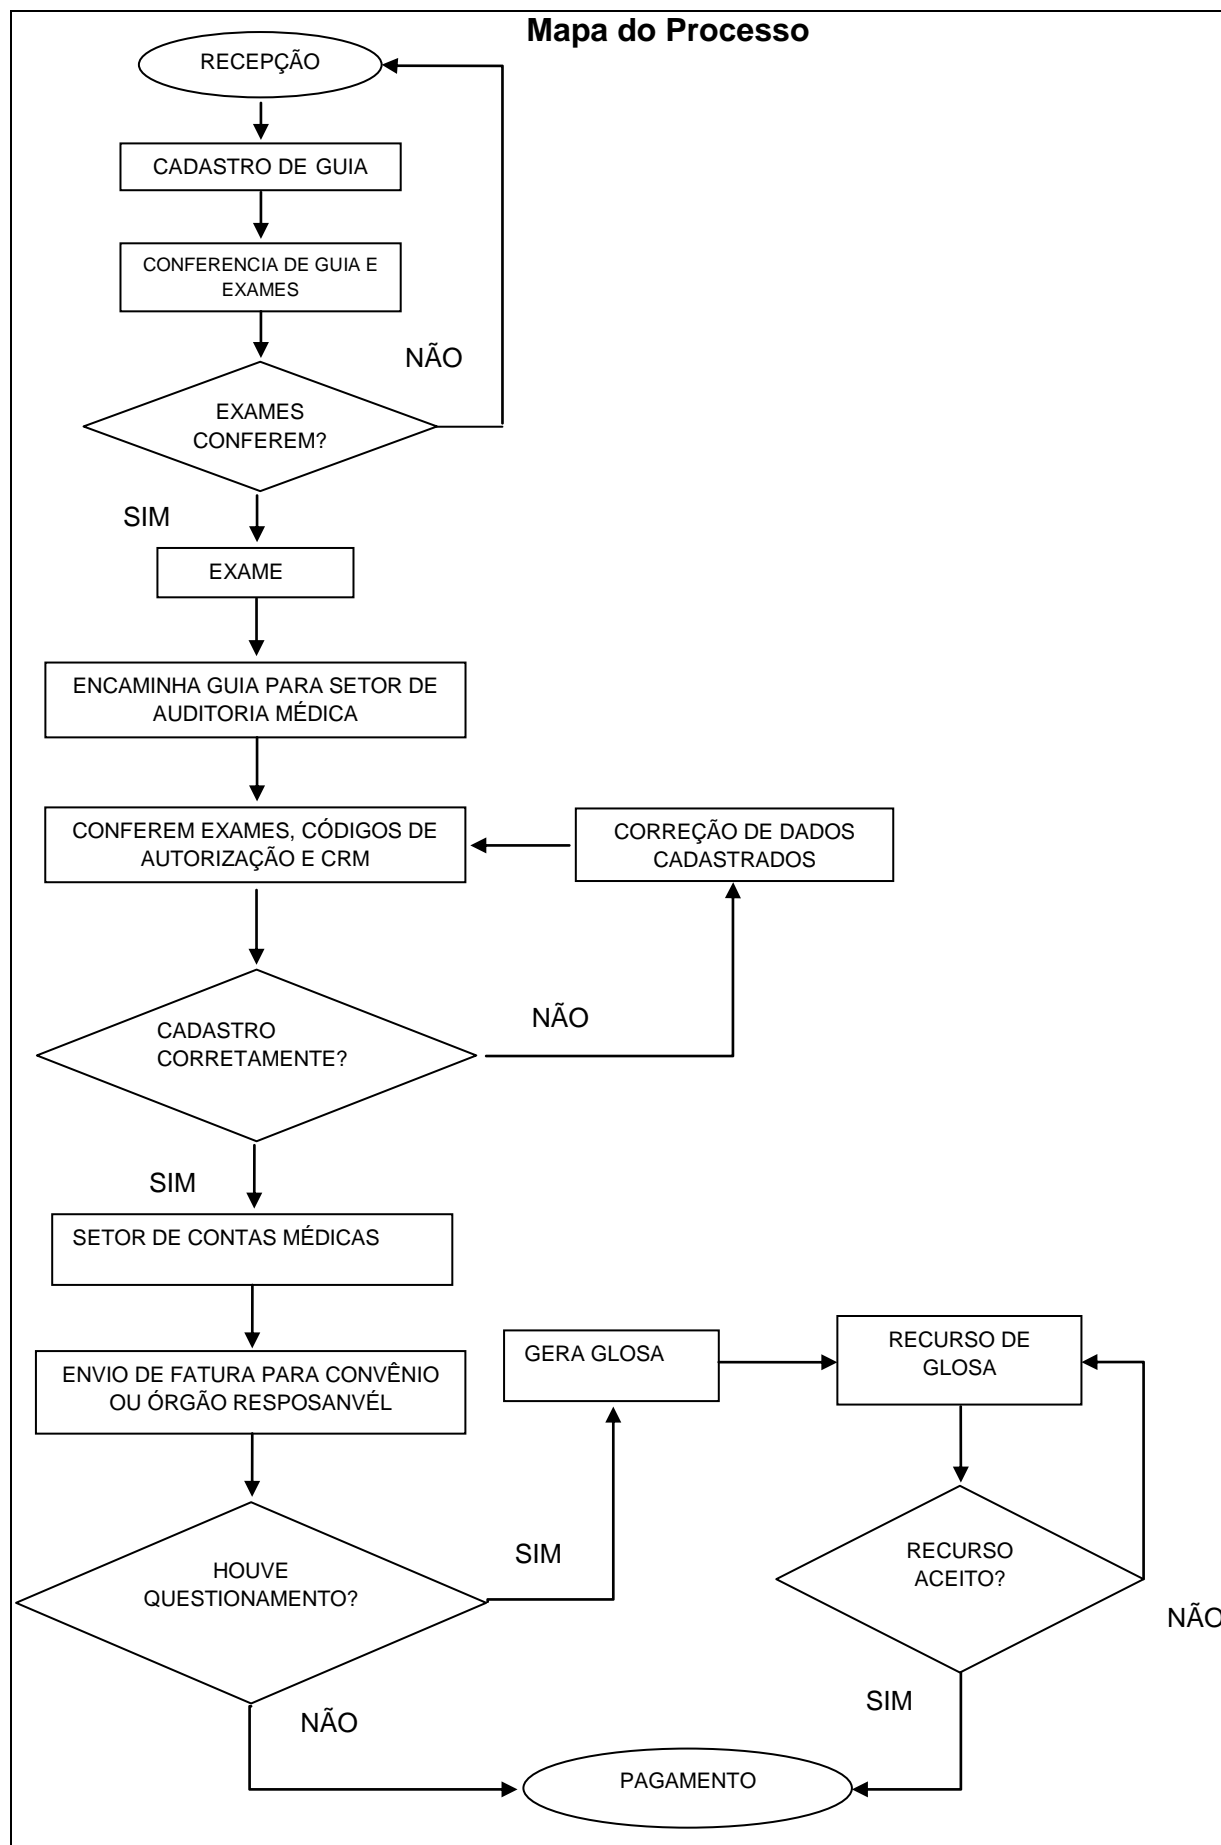 Mapa do Processo
RECEPÇÃO
CADASTRO DE GUIA
CONFERENCIA DE GUIA E
EXAMES
NÃO
EXAMES
CONFEREM?
SIM
EXAME
ENCAMINHA GUIA PARA SETOR DE
AUDITORIA MÉDICA
CONFEREM EXAMES, CÓDIGOS DE
AUTORIZAÇÃO E CRM
CORREÇÃO DE DADOS
CADASTRADOS
NÃO
CADASTRO
CORRETAMENTE?
SIM
SETOR DE CONTAS MÉDICAS
ENVIO DE FATURA PARA CONVÊNIO
OU ÓRGÃO RESPOSANVÉL
GERA GLOSA
RECURSO DE
GLOSA
HOUVE
QUESTIONAMENTO?
SIM
RECURSO
ACEITO?
NÃO
SIM
NÃO
PAGAMENTO